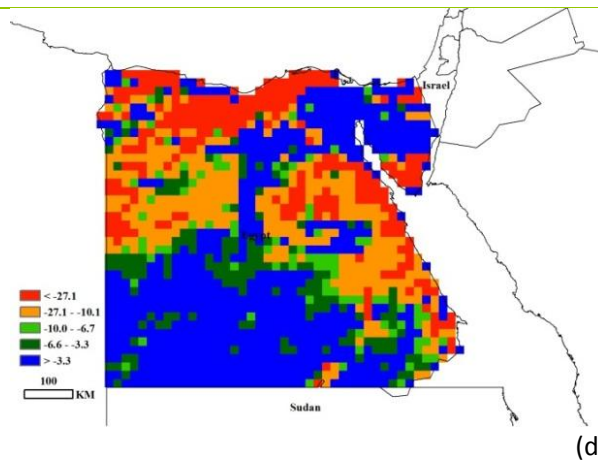 Israel
Egypt
< -27.1
-27.1 - -10.1
-10.0 - -6.7
-6.6 - -3.3
> -3.3
100
KM
Sudan
(d